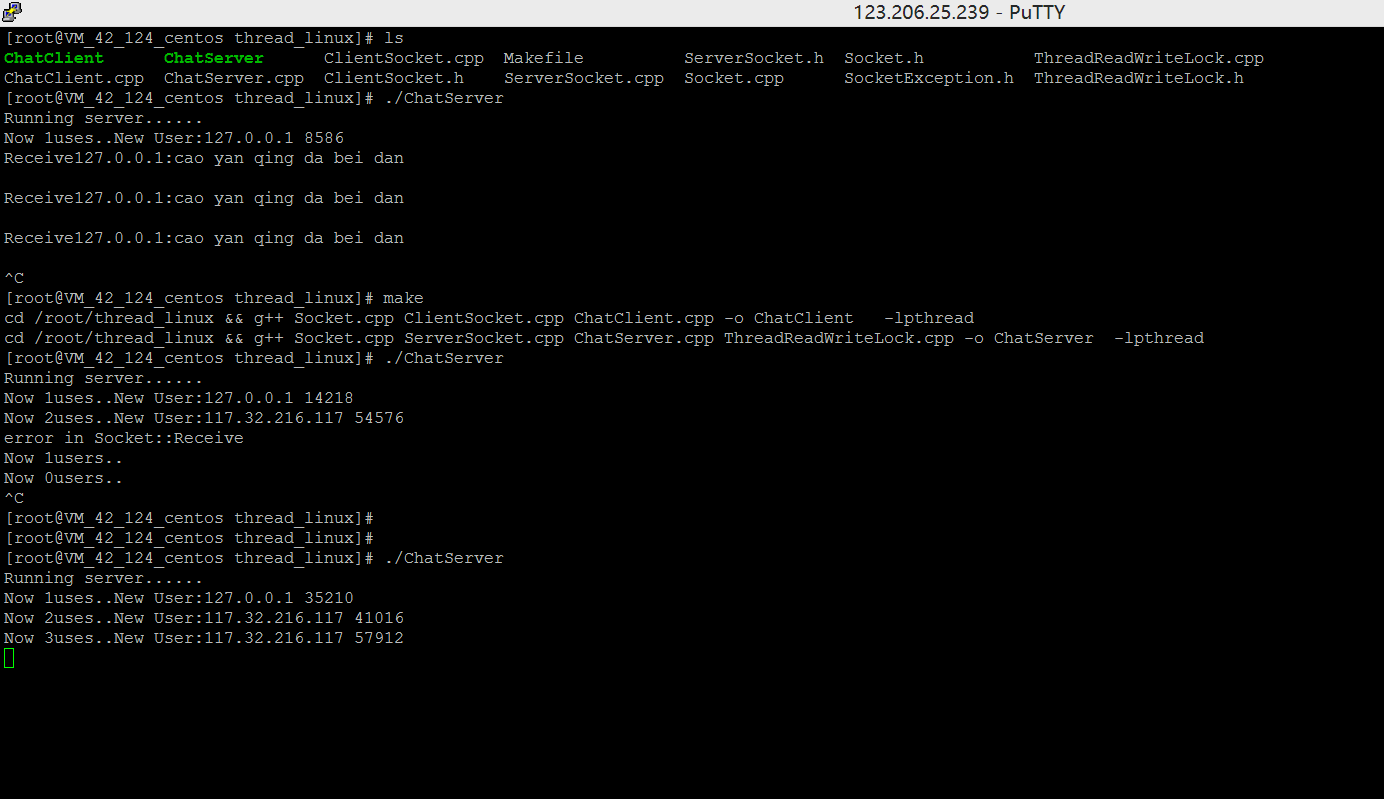 123.206.25.239 - PuTTY
[root@VM_42_124_centos thread_linux]# ls
ChatClient ChatServer ClientSocket.cpp Makefile ServerSocket.h Socket.h ThreadReadWriteLock.cpp
ChatClient.cpp ChatServer.cpp ClientSocket.h ServerSocket.cpp Socket.cpp SocketException.h ThreadReadWriteLock.h
[root@VM_42_124_centos thread_linux]# ./ChatServer
Running server......
Now 1uses..New User:127.0.0.1 8586
Receive127.0.0.1:cao yan qing da bei dan
Receive127.0.0.1:cao yan qing da bei dan
Receive127.0.0.1:cao yan qing da bei dan
^C
[root@VM_42_124_centos thread_linux]# make
cd /root/thread_linux && g++ Socket.cpp ClientSocket.cpp ChatClient.cpp -o ChatClient -lpthread
cd /root/thread_linux && g++ Socket.cpp ServerSocket.cpp ChatServer.cpp ThreadReadWriteLock.cpp -o ChatServer -lpthread
[root@VM_42_124_centos thread_linux]# ./ChatServer
Running server......
Now 1uses..New User:127.0.0.1 14218
Now 2uses..New User:117.32.216.117 54576
error in Socket::Receive
Now 1users..
Now 0users..
^C
[root@VM_42_124_centos thread_linux]#
[root@VM_42_124_centos thread_linux]#
[root@VM_42_124_centos thread_linux]# ./ChatServer
Running server......
Now 1uses..New User:127.0.0.1 35210
Now 2uses..New User:117.32.216.117 41016
Now 3uses..New User:117.32.216.117 57912